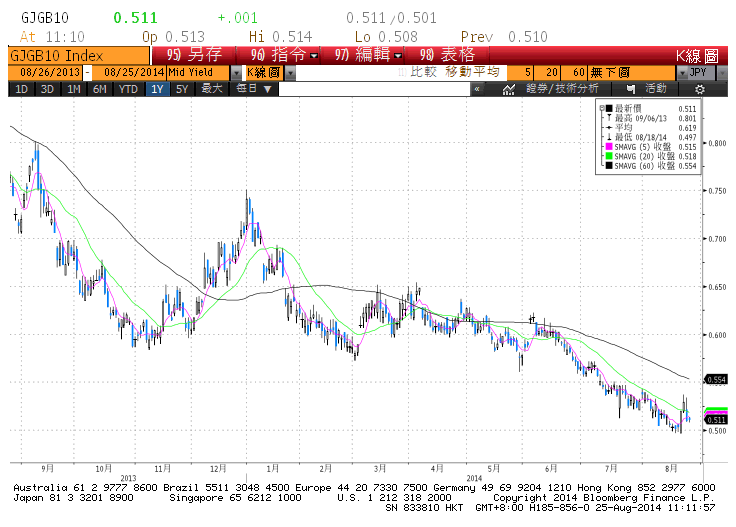 GJGB10 0.511 +.001 0.511/0.501
At 11:10 Op 0.513 Hi 0.514 Lo 0.508 Prev 0.510
GJGB10 Index 95) 另存 96) 指令 97) 編輯 98) 表格 K線圖
08/26/2013 - 08/25/2014 Mid Yield K線圖 比較 移動平均 5 20 60 無下圖 JPY
1D 3D 1M 6M YTD 1Y 5Y 最大 每日 ▼ « 證券/技術分析 活動
最新價 0.511
最高 09/06/13 0.801
平均 0.619
最低 08/18/14 0.497
SMAVG (5) 收盤 0.515
SMAVG (20) 收盤 0.518
SMAVG (60) 收盤 0.554
0.800
0.750
0.700
0.650
0.600
0.554
0.511
0.500
9月 10月 11月 12月 1月 2月 3月 4月 5月 6月 7月 8月
2013 2014
Australia 61 2 9777 8600 Brazil 5511 3048 4500 Europe 44 20 7330 7500 Germany 49 69 9204 1210 Hong Kong 852 2977 6000
Japan 81 3 3201 8900 Singapore 65 6212 1000 U.S. 1 212 318 2000 Copyright 2014 Bloomberg Finance L.P.
SN 833810 HKT GMT+8:00 H185-856-0 25-Aug-2014 11:11:57